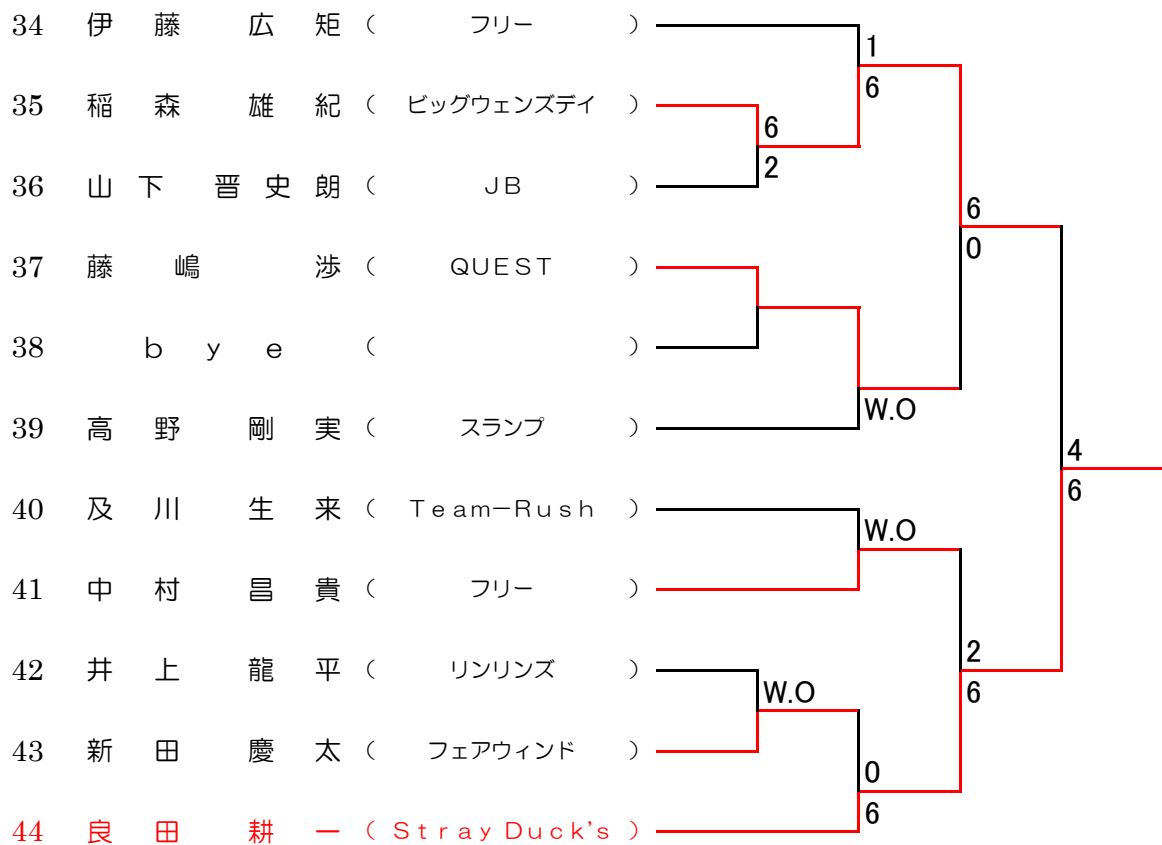 34 伊藤 広矩 ( フリー )
1
6
35 稲森 雄紀 ( ビッグウェンズデイ )
6
2
36 山下 晋史朗 ( JB )
6
0
37 藤嶋 渉 ( QUEST )
38 bye ( )
W.O
39 高野 剛実 ( スランプ )
4
6
40 及川 生来 ( Team-Rush )
W.O
41 中村 昌貴 ( フリー )
2
6
42 井上 龍平 ( リンリンズ )
W.O
43 新田 慶太 ( フェアウィンド )
0
6
44 良田 耕一 ( Stray Duck's )